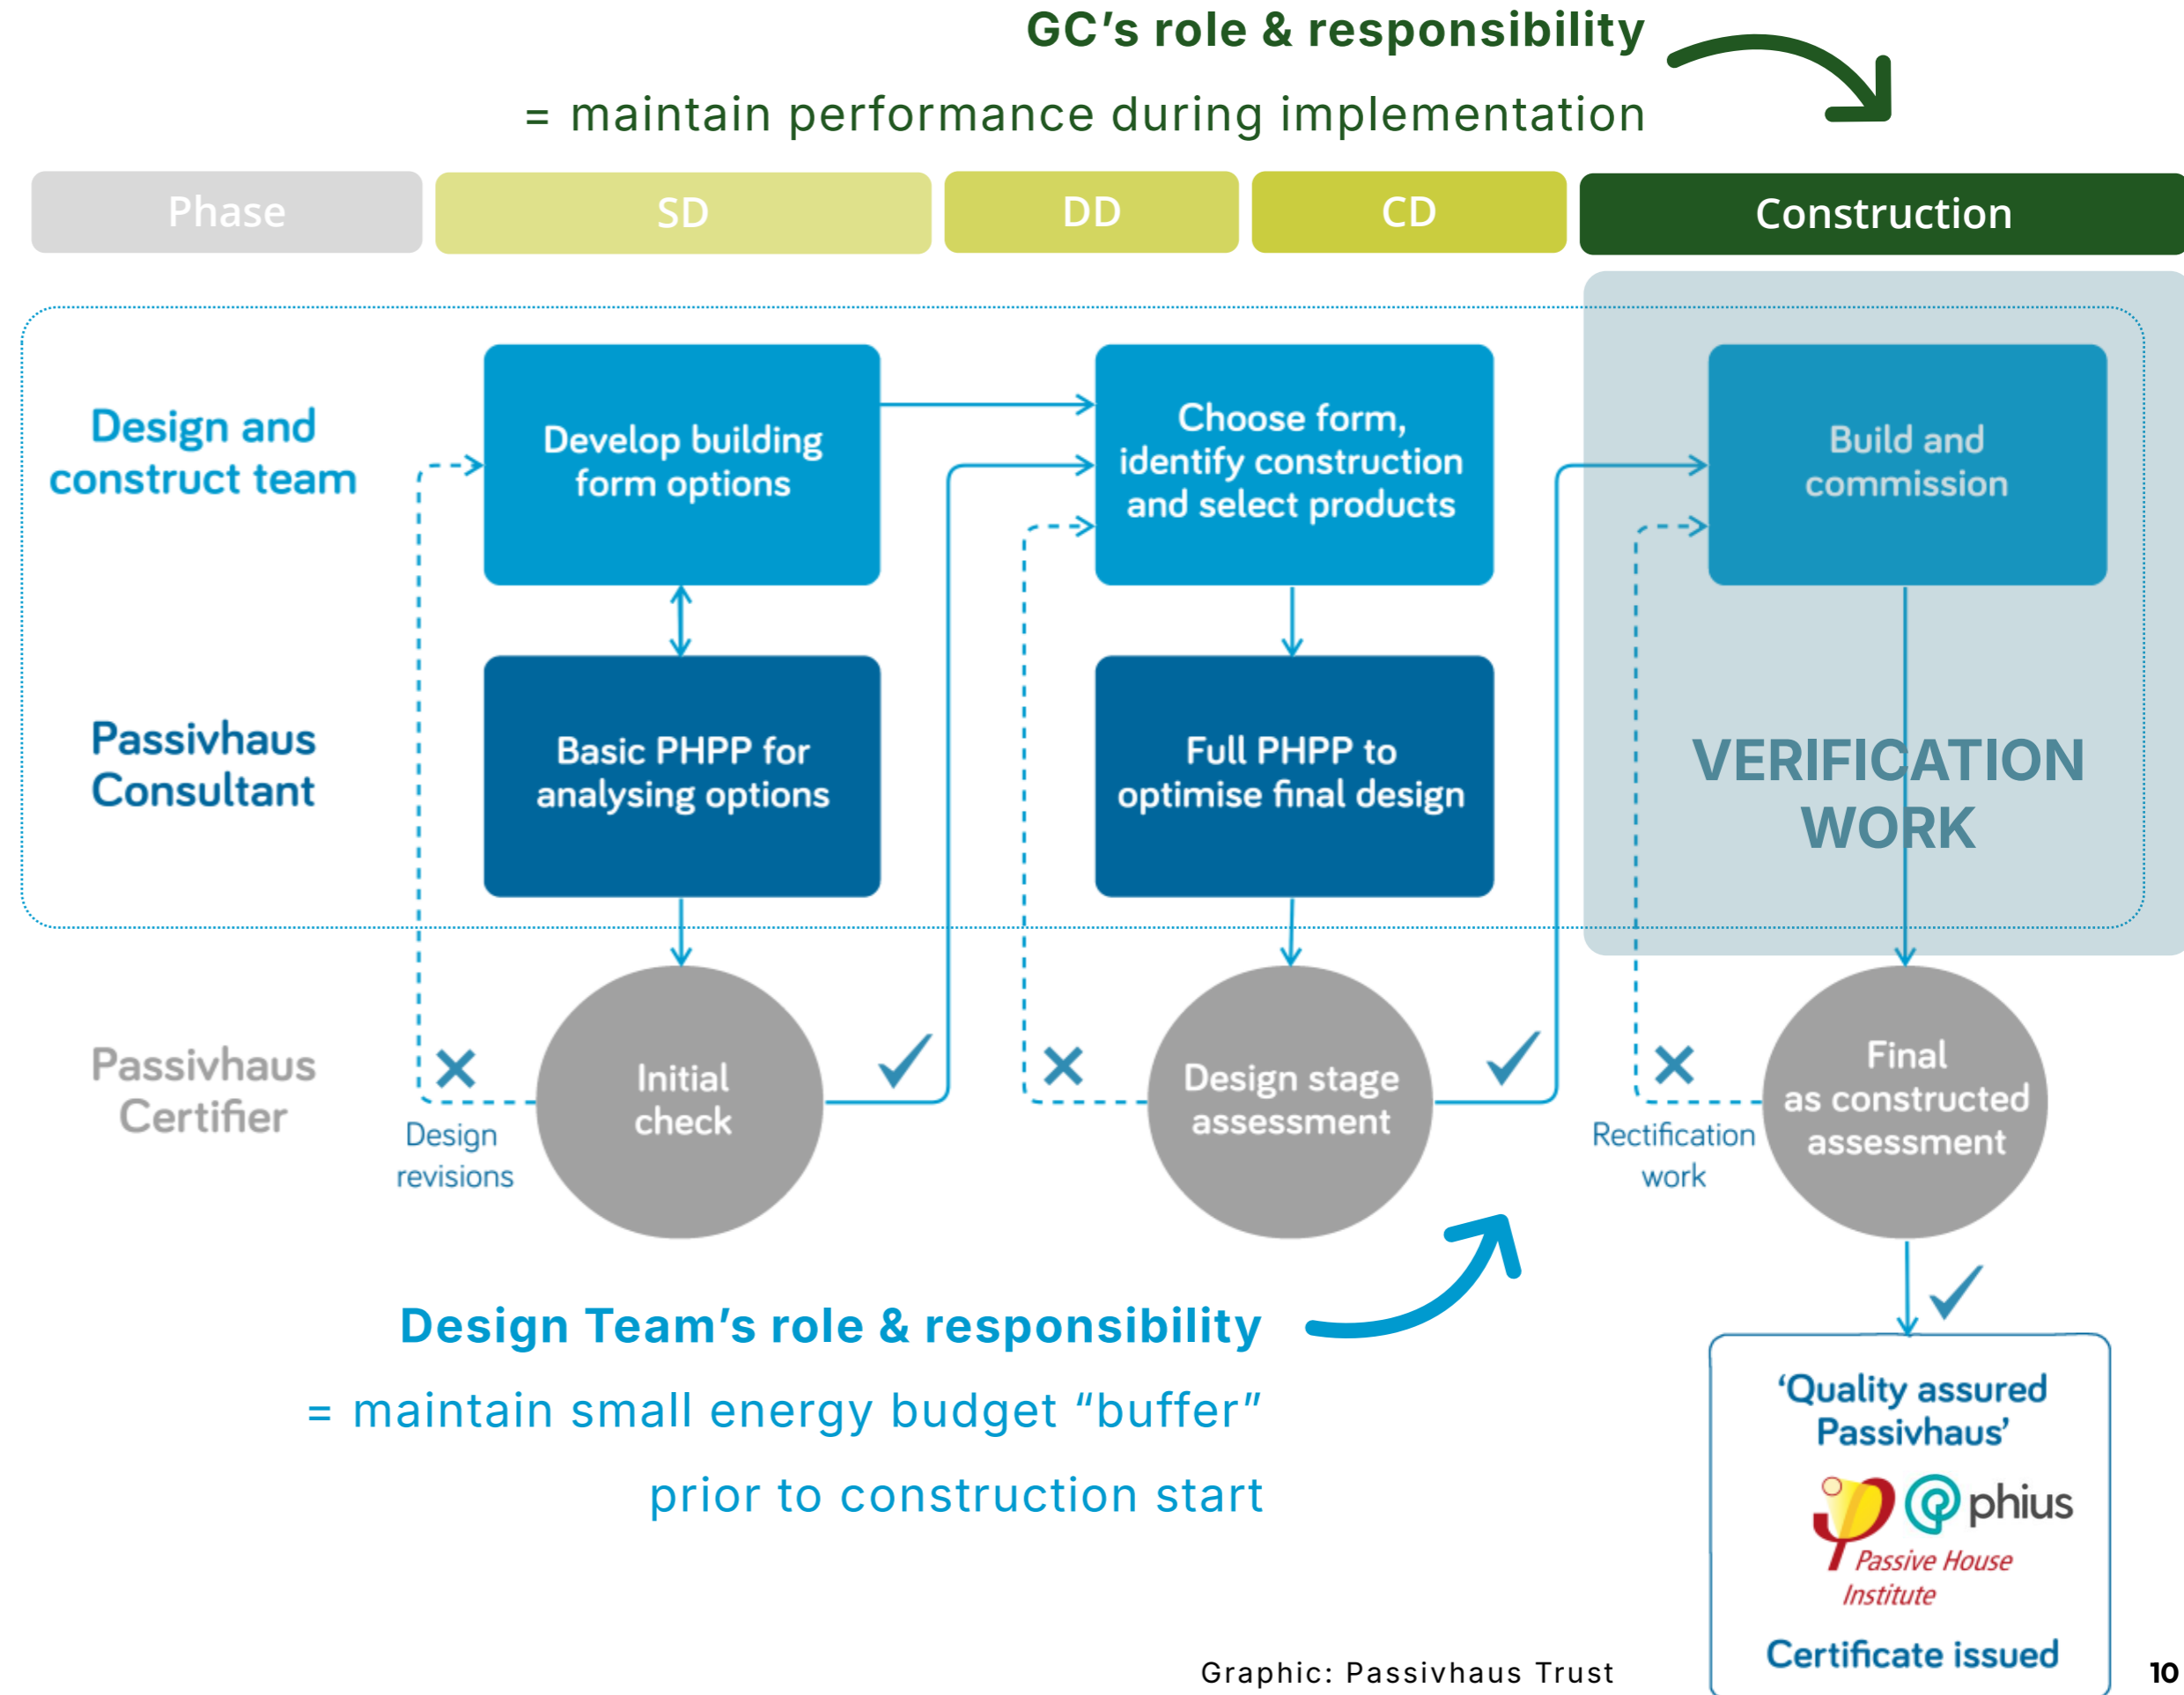 GC’s role & responsibility
= maintain performance during implementation
Phase
SD
DD
CD
Construction
Design and
construct team
Develop building
form options
Choose form,
identify construction
and select products
Build and
commission
Passivhaus
Consultant
Basic PHPP for
analysing options
Full PHPP to
optimise final design
VERIFICATION
WORK
Passivhaus
Certifier
Design
revisions
Initial
check
Design stage
assessment
Rectification
work
Final
as constructed
assessment
Design Team’s role & responsibility
= maintain small energy budget “buffer”
prior to construction start
‘Quality assured
Passivhaus’
phius
Passive House
Institute
Certificate issued
Graphic: Passivhaus Trust
10